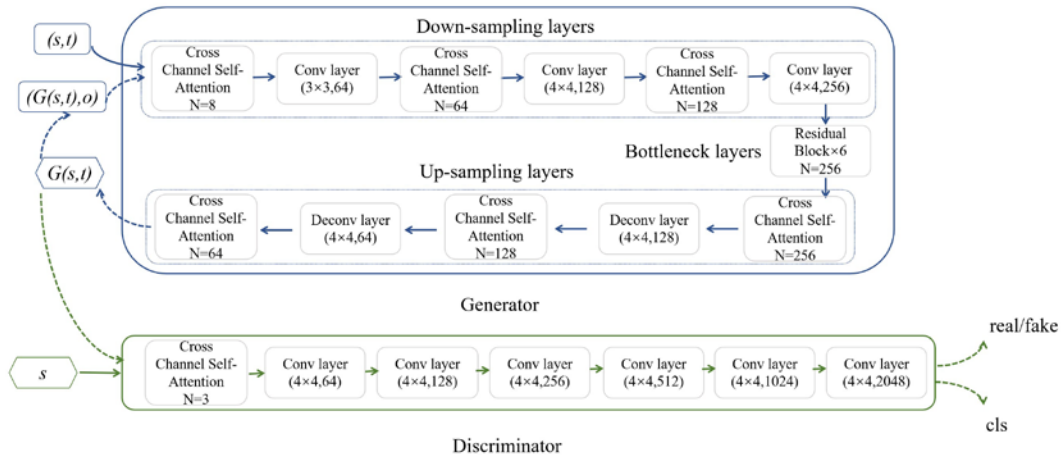 Down-sampling layers
(s,t)
Cross
Channel Self-
Attention
N=8
Conv layer
(3×3,64)
Cross
Channel Self-
Attention
N=64
Conv layer
(4×4,128)
Cross
Channel Self-
Attention
N=128
Conv layer
(4×4,256)
(G(s,t),o)
Bottleneck layers
Residual
Block×6
N=256
G(s,t)
Up-sampling layers
Cross
Channel Self-
Attention
N=64
Deconv layer
(4×4,64)
Cross
Channel Self-
Attention
N=128
Deconv layer
(4×4,128)
Cross
Channel Self-
Attention
N=256
Generator
real/fake
s
Cross
Channel Self-
Attention
N=3
Conv layer
(4×4,64)
Conv layer
(4×4,128)
Conv layer
(4×4,256)
Conv layer
(4×4,512)
Conv layer
(4×4,1024)
Conv layer
(4×4,2048)
cls
Discriminator